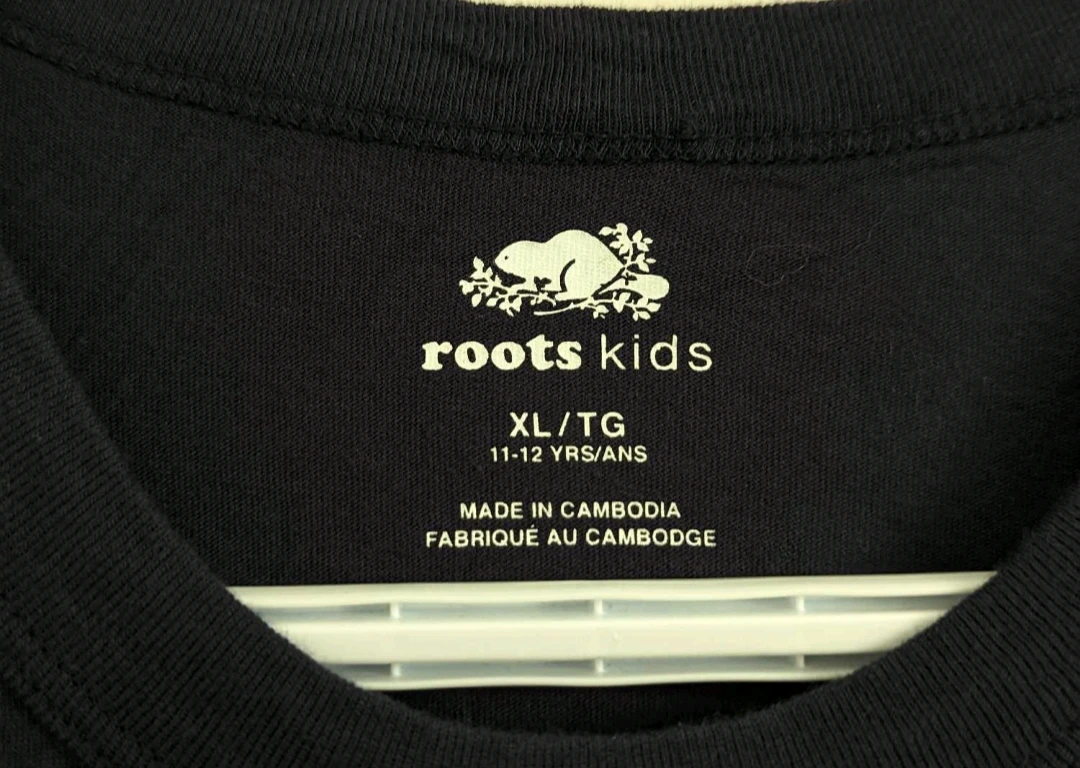 roots kids
XL/TG
11-12 YRS/ANS
MADE IN CAMBODIA
FABRIQUÉ AU CAMBODGE